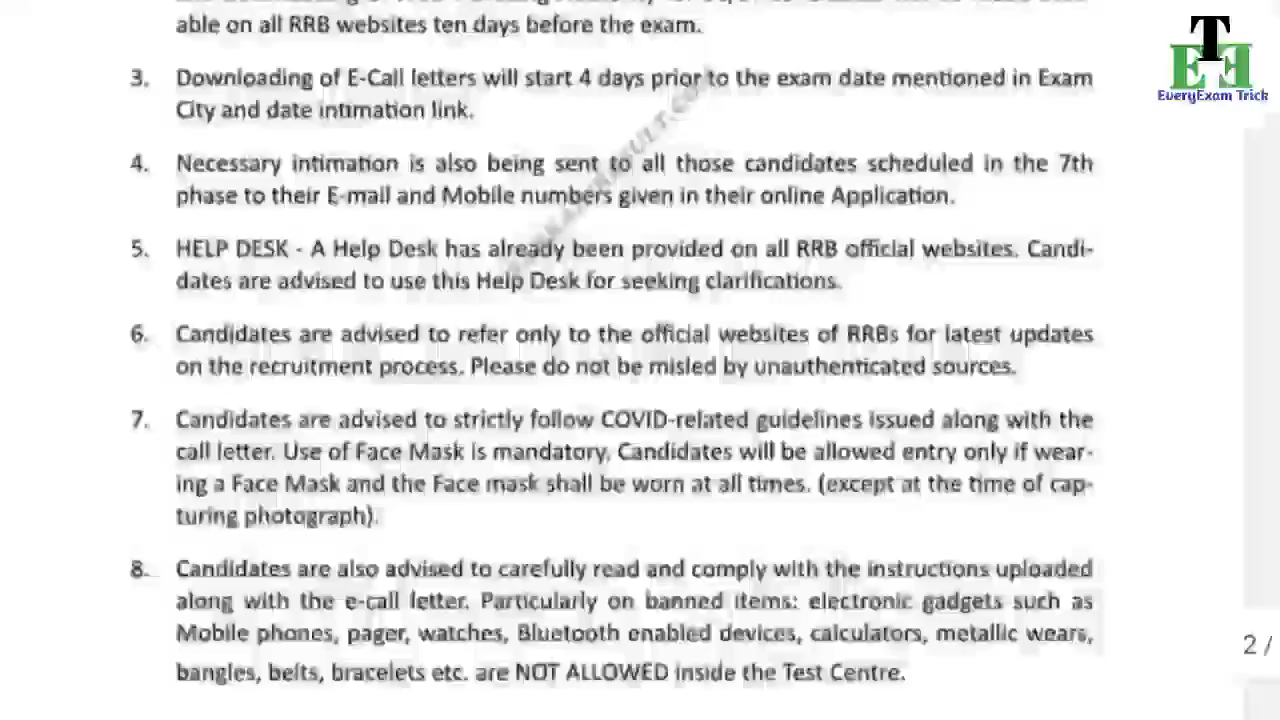 able on all RRB websites ten days before the exam.
3. Downloading of E-Call letters will start 4 days prior to the exam date mentioned in Exam
City and date intimation link.
4. Necessary intimation is also being sent to all those candidates scheduled in the 7th
phase to their E-mail and Mobile numbers given in their online Application.
5. HELP DESK - A Help Desk has already been provided on all RRB official websites. Candi-
dates are advised to use this Help Desk for seeking clarifications.
6. Candidates are advised to refer only to the official websites of RRBs for latest updates
on the recruitment process. Please do not be misled by unauthenticated sources.
7. Candidates are advised to strictly follow COVID-related guidelines issued along with the
call letter. Use of Face Mask is mandatory. Candidates will be allowed entry only if wear-
ing a Face Mask and the Face mask shall be worn at all times. (except at the time of cap-
turing photograph).
8. Candidates are also advised to carefully read and comply with the instructions uploaded
along with the e-call letter. Particularly on banned items: electronic gadgets such as
Mobile phones, pager, watches, Bluetooth enabled devices, calculators, metallic wears,
bangles, belts, bracelets etc. are NOT ALLOWED inside the Test Centre.
TEE
EveryExam Trick
2 /